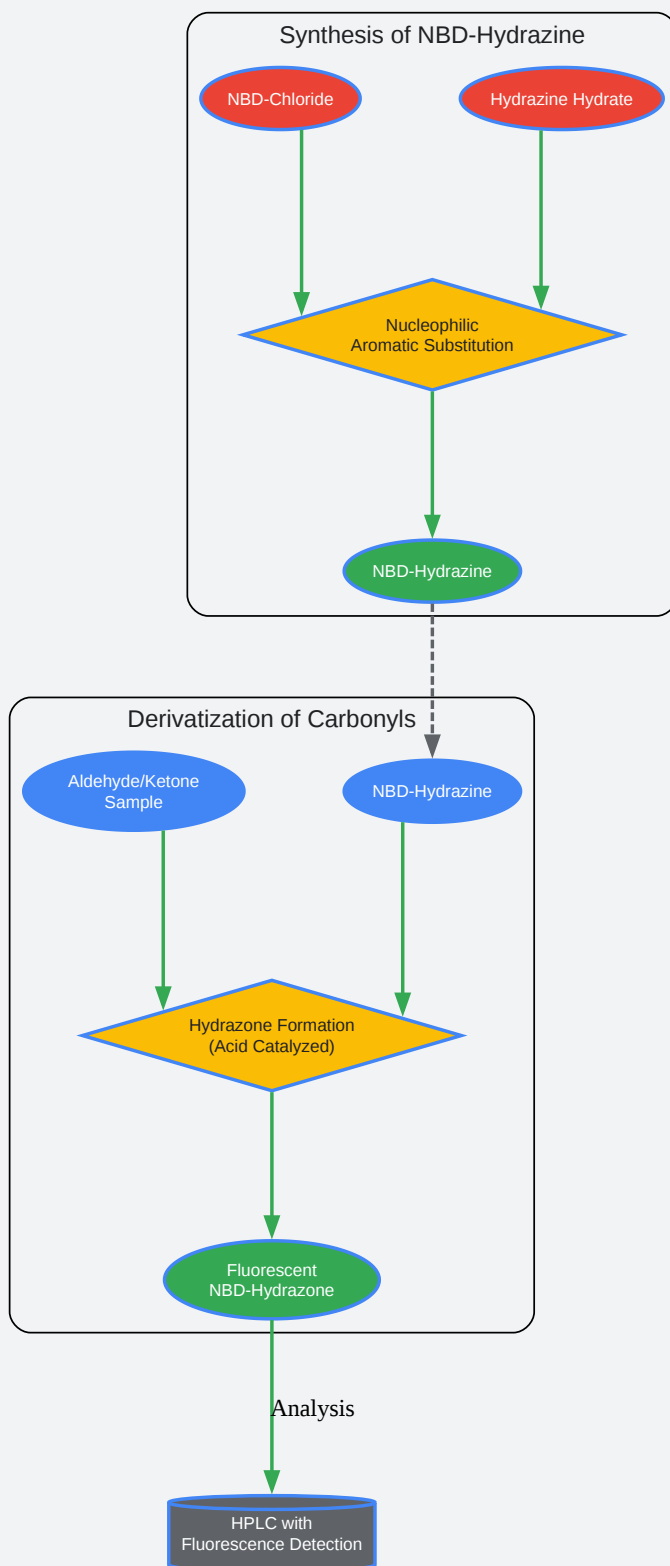 Synthesis of NBD-Hydrazine
NBD-Chloride
Hydrazine Hydrate
Nucleophilic
Aromatic Substitution
NBD-Hydrazine
Derivatization of Carbonyls
Aldehyde/Ketone
Sample
NBD-Hydrazine
Hydrazone Formation
(Acid Catalyzed)
Fluorescent
NBD-Hydrazone
Analysis
HPLC with
Fluorescence Detection